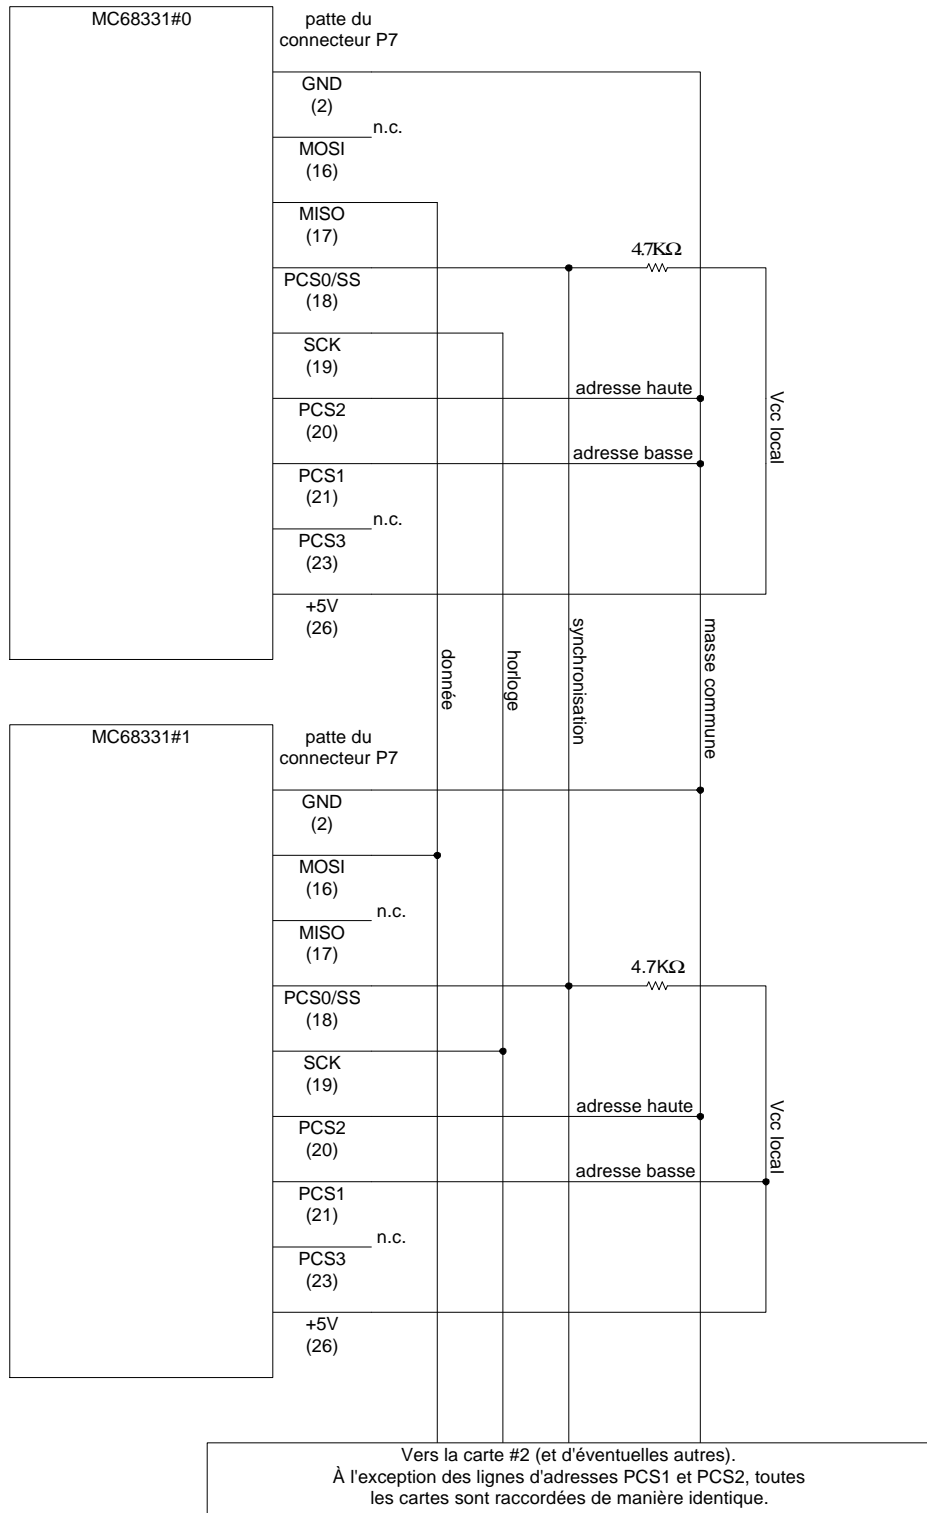 MC68331#0
patte du
connecteur P7
GND
(2)
n.c.
MOSI
(16)
MISO
(17)
4.7KΩ
PCS0/SS
(18)
SCK
(19)
adresse haute
PCS2
(20)
Vcc local
adresse basse
PCS1
(21)
n.c.
PCS3
(23)
+5V
(26)
donnée
horloge
synchronisation
masse commune
MC68331#1
patte du
connecteur P7
GND
(2)
MOSI
(16)
n.c.
MISO
(17)
4.7KΩ
PCS0/SS
(18)
SCK
(19)
adresse haute
PCS2
(20)
Vcc local
adresse basse
PCS1
(21)
n.c.
PCS3
(23)
+5V
(26)
Vers la carte #2 (et d'éventuelles autres).
À l'exception des lignes d'adresses PCS1 et PCS2, toutes
les cartes sont raccordées de manière identique.